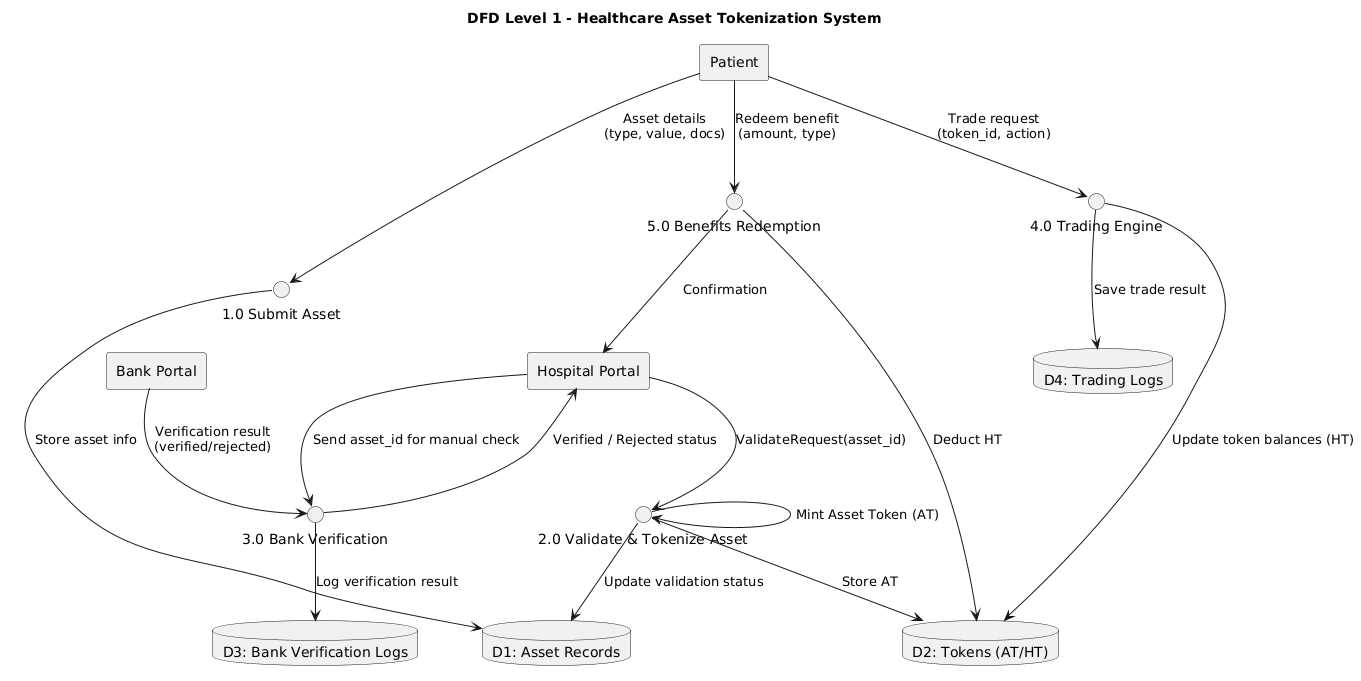 DFD Level 1 - Healthcare Asset Tokenization System
Patient
Asset details
(type, value, docs)
Redeem benefit
(amount, type)
Trade request
(token_id, action)
5.0 Benefits Redemption
4.0 Trading Engine
Confirmation
Save trade result
1.0 Submit Asset
Bank Portal
Hospital Portal
D4: Trading Logs
Store asset info
Verification result
(verified/rejected)
Send asset_id for manual check
Verified / Rejected status
ValidateRequest(asset_id)
Deduct HT
Update token balances (HT)
Mint Asset Token (AT)
3.0 Bank Verification
2.0 Validate & Tokenize Asset
Log verification result
Update validation status
Store AT
D3: Bank Verification Logs
D1: Asset Records
D2: Tokens (AT/HT)